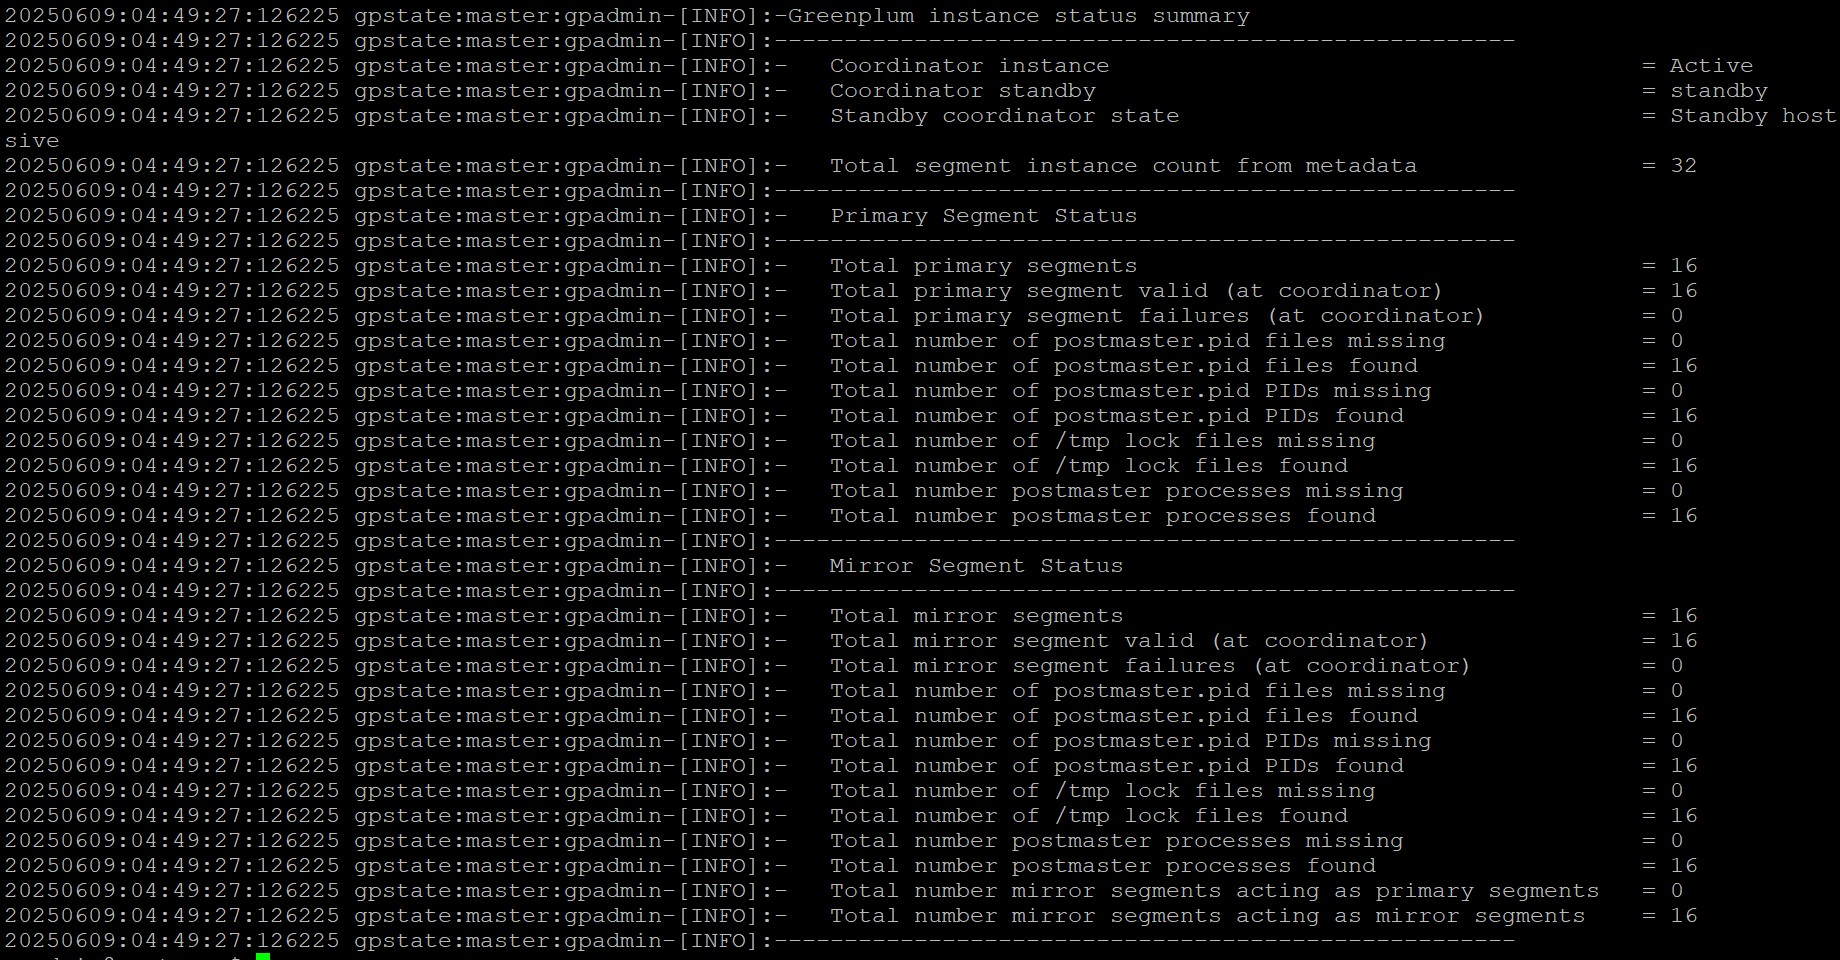 20250609:04:49:27:126225 gpstate:master:gpadmin-[INFO]:-Greenplum instance status summary
20250609:04:49:27:126225 gpstate:master:gpadmin-[INFO]:-----------------------------------------------------
20250609:04:49:27:126225 gpstate:master:gpadmin-[INFO]:-   Coordinator instance                                      = Active
20250609:04:49:27:126225 gpstate:master:gpadmin-[INFO]:-   Coordinator standby                                       = standby
20250609:04:49:27:126225 gpstate:master:gpadmin-[INFO]:-   Standby coordinator state                                 = Standby host
sive
20250609:04:49:27:126225 gpstate:master:gpadmin-[INFO]:-   Total segment instance count from metadata                = 32
20250609:04:49:27:126225 gpstate:master:gpadmin-[INFO]:-----------------------------------------------------
20250609:04:49:27:126225 gpstate:master:gpadmin-[INFO]:-   Primary Segment Status
20250609:04:49:27:126225 gpstate:master:gpadmin-[INFO]:-----------------------------------------------------
20250609:04:49:27:126225 gpstate:master:gpadmin-[INFO]:-   Total primary segments                                    = 16
20250609:04:49:27:126225 gpstate:master:gpadmin-[INFO]:-   Total primary segment valid (at coordinator)              = 16
20250609:04:49:27:126225 gpstate:master:gpadmin-[INFO]:-   Total primary segment failures (at coordinator)           = 0
20250609:04:49:27:126225 gpstate:master:gpadmin-[INFO]:-   Total number of postmaster.pid files missing              = 0
20250609:04:49:27:126225 gpstate:master:gpadmin-[INFO]:-   Total number of postmaster.pid files found                = 16
20250609:04:49:27:126225 gpstate:master:gpadmin-[INFO]:-   Total number of postmaster.pid PIDs missing               = 0
20250609:04:49:27:126225 gpstate:master:gpadmin-[INFO]:-   Total number of postmaster.pid PIDs found                 = 16
20250609:04:49:27:126225 gpstate:master:gpadmin-[INFO]:-   Total number of /tmp lock files missing                   = 0
20250609:04:49:27:126225 gpstate:master:gpadmin-[INFO]:-   Total number of /tmp lock files found                     = 16
20250609:04:49:27:126225 gpstate:master:gpadmin-[INFO]:-   Total number postmaster processes missing                 = 0
20250609:04:49:27:126225 gpstate:master:gpadmin-[INFO]:-   Total number postmaster processes found                   = 16
20250609:04:49:27:126225 gpstate:master:gpadmin-[INFO]:-----------------------------------------------------
20250609:04:49:27:126225 gpstate:master:gpadmin-[INFO]:-   Mirror Segment Status
20250609:04:49:27:126225 gpstate:master:gpadmin-[INFO]:-----------------------------------------------------
20250609:04:49:27:126225 gpstate:master:gpadmin-[INFO]:-   Total mirror segments                                     = 16
20250609:04:49:27:126225 gpstate:master:gpadmin-[INFO]:-   Total mirror segment valid (at coordinator)               = 16
20250609:04:49:27:126225 gpstate:master:gpadmin-[INFO]:-   Total mirror segment failures (at coordinator)            = 0
20250609:04:49:27:126225 gpstate:master:gpadmin-[INFO]:-   Total number of postmaster.pid files missing              = 0
20250609:04:49:27:126225 gpstate:master:gpadmin-[INFO]:-   Total number of postmaster.pid files found                = 16
20250609:04:49:27:126225 gpstate:master:gpadmin-[INFO]:-   Total number of postmaster.pid PIDs missing               = 0
20250609:04:49:27:126225 gpstate:master:gpadmin-[INFO]:-   Total number of postmaster.pid PIDs found                 = 16
20250609:04:49:27:126225 gpstate:master:gpadmin-[INFO]:-   Total number of /tmp lock files missing                   = 0
20250609:04:49:27:126225 gpstate:master:gpadmin-[INFO]:-   Total number of /tmp lock files found                     = 16
20250609:04:49:27:126225 gpstate:master:gpadmin-[INFO]:-   Total number postmaster processes missing                 = 0
20250609:04:49:27:126225 gpstate:master:gpadmin-[INFO]:-   Total number postmaster processes found                   = 16
20250609:04:49:27:126225 gpstate:master:gpadmin-[INFO]:-   Total number mirror segments acting as primary segments   = 0
20250609:04:49:27:126225 gpstate:master:gpadmin-[INFO]:-   Total number mirror segments acting as mirror segments    = 16
20250609:04:49:27:126225 gpstate:master:gpadmin-[INFO]:-----------------------------------------------------